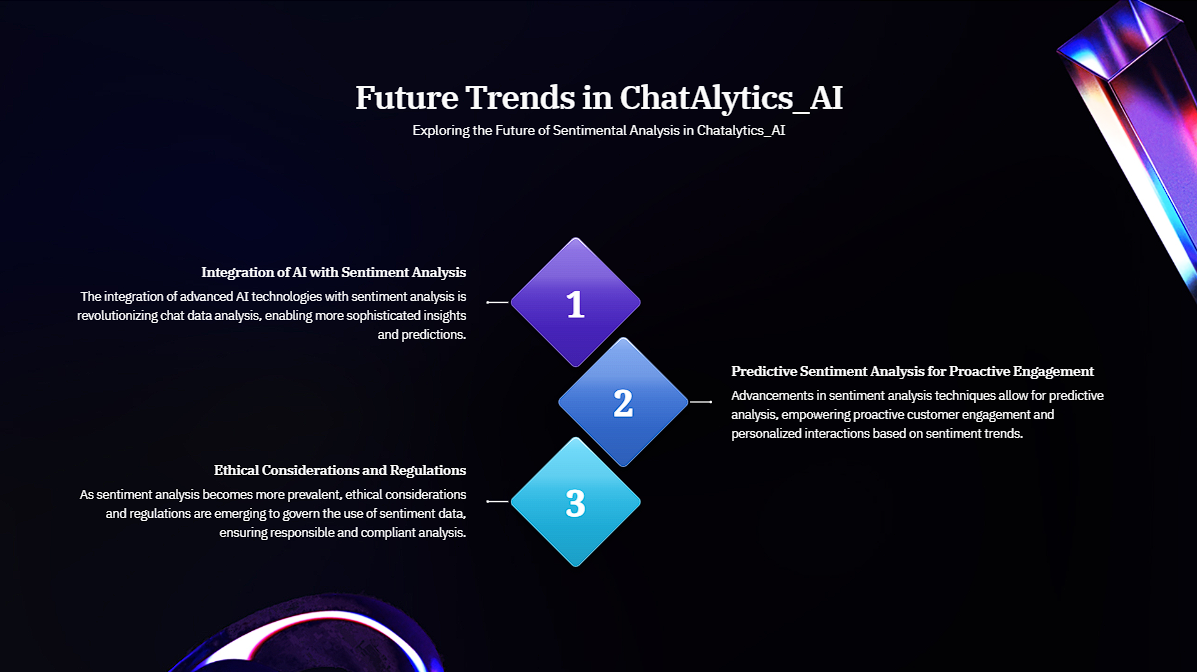 Future Trends in ChatAlytics_AI
Exploring the Future of Sentimental Analysis in Chatalytics_AI
Integration of AI with Sentiment Analysis
The integration of advanced AI technologies with sentiment analysis is
revolutionizing chat data analysis, enabling more sophisticated insights
and predictions.
1
2
Predictive Sentiment Analysis for Proactive Engagement
Advancements in sentiment analysis techniques allow for predictive
analysis, empowering proactive customer engagement and
personalized interactions based on sentiment trends.
Ethical Considerations and Regulations
As sentiment analysis becomes more prevalent, ethical considerations
and regulations are emerging to govern the use of sentiment data,
ensuring responsible and compliant analysis.
3